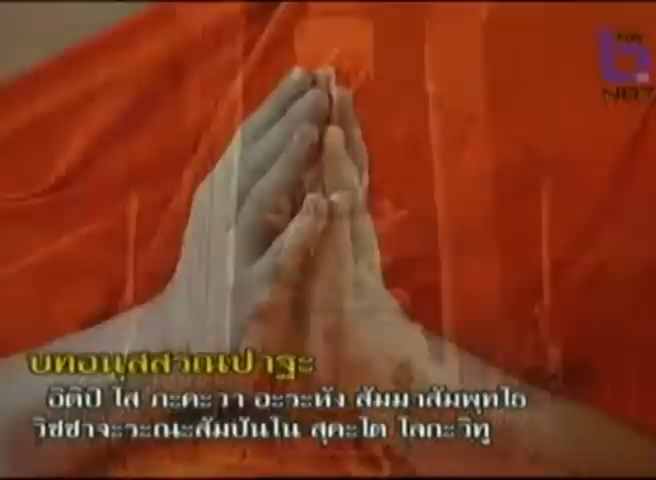 NBT
บทอนุสสรณปาฐะ
อิติปิ โส ภะคะวา อะระหัง สัมมาสัมพุทโธ
วิชชาจะระณะสัมปันโน สุคะโต โลกะวิทู